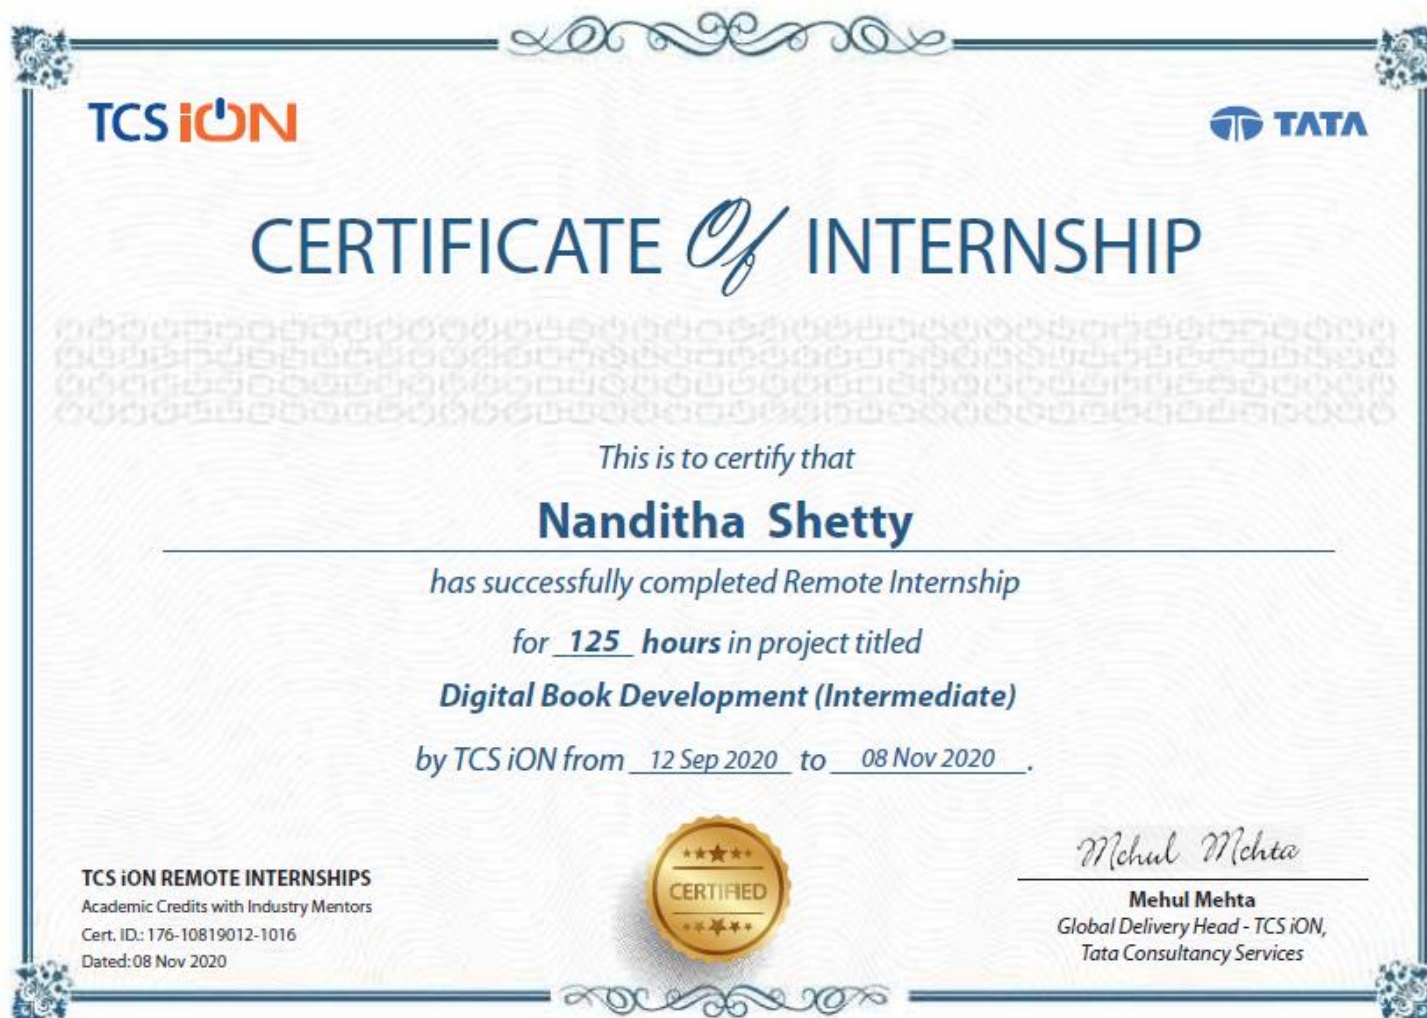 TCS iON
TATA
CERTIFICATE Of INTERNSHIP
This is to certify that
Nanditha Shetty
has successfully completed Remote Internship
for 125 hours in project titled
Digital Book Development (Intermediate)
by TCS iON from 12 Sep 2020 to 08 Nov 2020 .
CERTIFIED
TCS iON REMOTE INTERNSHIPS
Academic Credits with Industry Mentors
Cert. ID.: 176-10819012-1016
Dated:08 Nov 2020
Mehul Mehta
Mehul Mehta
Global Delivery Head - TCS iON,
Tata Consultancy Services